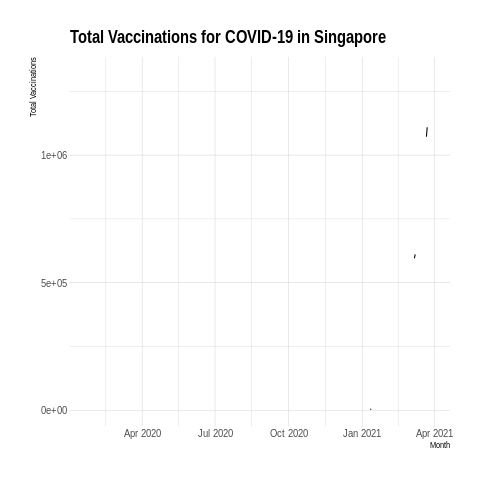 Total Vaccinations for COVID-19 in Singapore
Total Vaccinations
1e+06
5e+05
0e+00
Apr 2020 Jul 2020 Oct 2020 Jan 2021 Apr 2021
Month